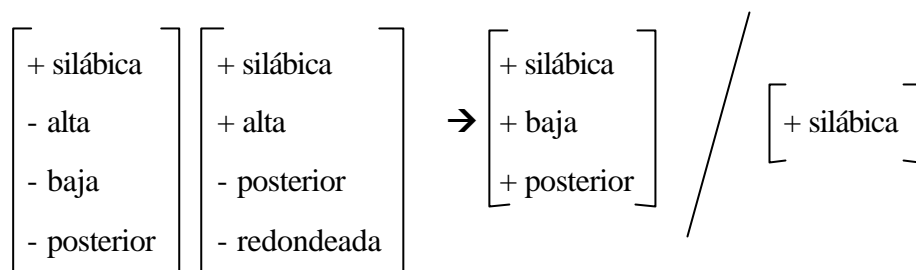 + silábica
- alta
- baja
- posterior
+ silábica
+ alta
- posterior
- redondeada
→
+ silábica
+ baja
+ posterior
/
+ silábica